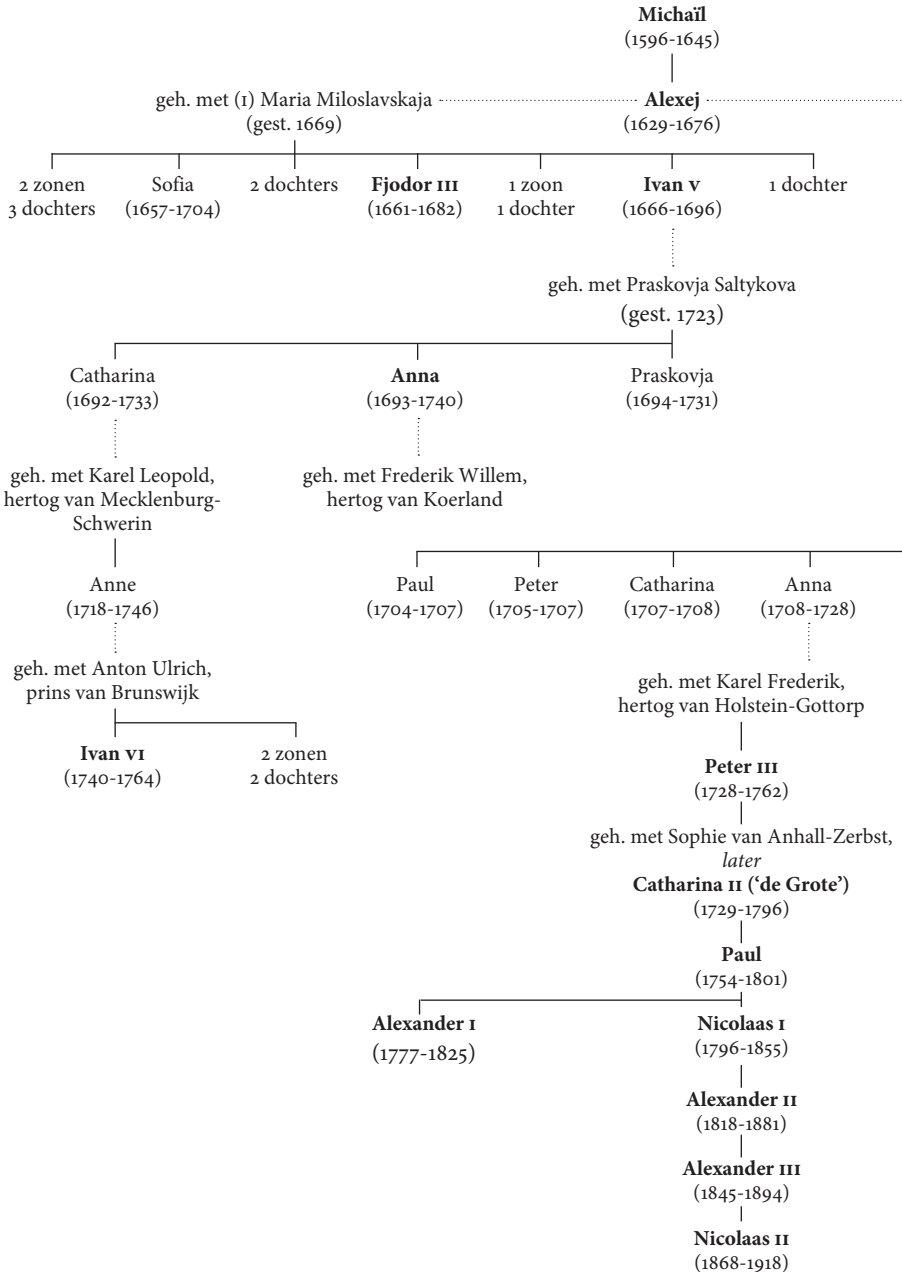 Michaïl
(1596-1645)
geh. met (1) Maria Miloslavskaja
(gest. 1669)
Alexej
(1629-1676)
2 zonen
3 dochters
Sofia
(1657-1704)
2 dochters
Fjodor III
(1661-1682)
1 zoon
1 dochter
Ivan V
(1666-1696)
1 dochter
geh. met Praskovja Saltykova
(gest. 1723)
Catharina
(1692-1733)
Anna
(1693-1740)
Praskovja
(1694-1731)
geh. met Karel Leopold,
hertog van Mecklenburg-
Schwerin
geh. met Frederik Willem,
hertog van Koerland
Anne
(1718-1746)
Paul
(1704-1707)
Peter
(1705-1707)
Catharina
(1707-1708)
Anna
(1708-1728)
geh. met Anton Ulrich,
prins van Brunswijk
geh. met Karel Frederik,
hertog van Holstein-Gottorp
Ivan VI
(1740-1764)
2 zonen
2 dochters
Peter III
(1728-1762)
geh. met Sophie van Anhall-Zerbst,
later
Catharina II (‘de Grote’)
(1729-1796)
Paul
(1754-1801)
Alexander I
(1777-1825)
Nicolaas I
(1796-1855)
Alexander II
(1818-1881)
Alexander III
(1845-1894)
Nicolaas II
(1868-1918)